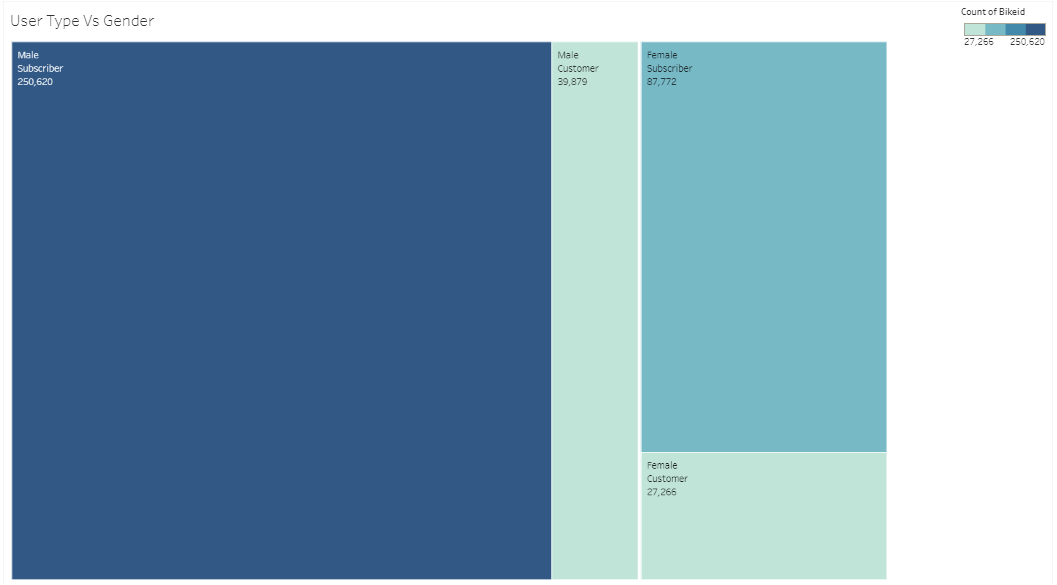 User Type Vs Gender
Count of Bikeid
27,266 250,620
Male
Subscriber
250,620
Male
Customer
39,879
Female
Subscriber
87,772
Female
Customer
27,266